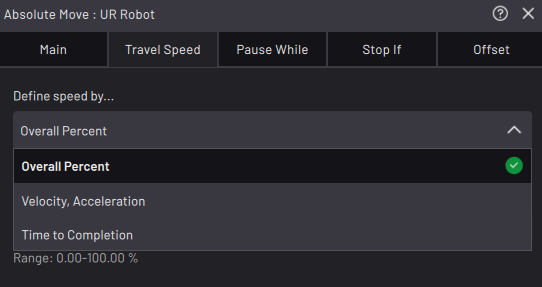 Absolute Move : UR Robot
Main Travel Speed Pause While Stop If Offset
Define speed by...
Overall Percent
Overall Percent
Velocity, Acceleration
Time to Completion
Range: 0.00-100.00 %